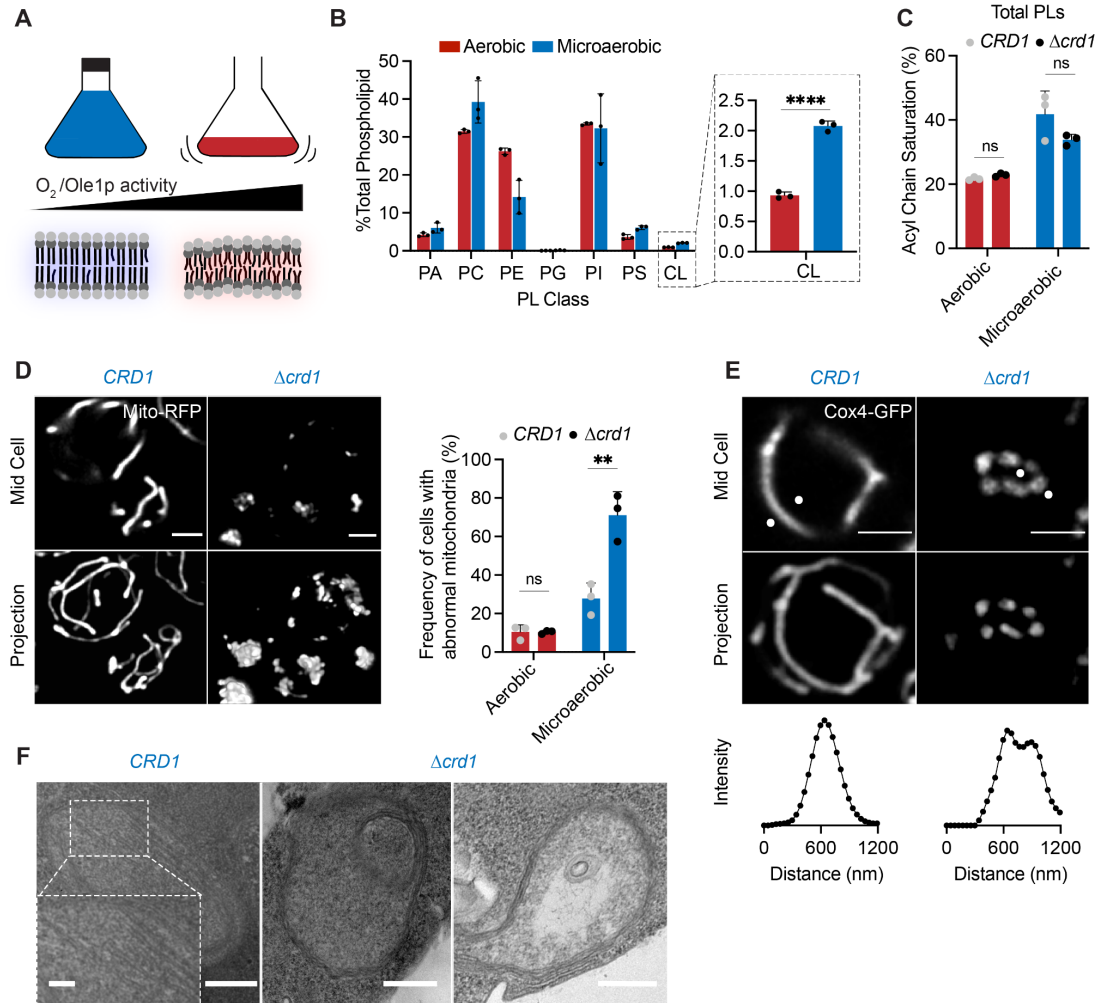 A
O2/Ole1p activity
B
Aerobic Microaerobic
%Total Phospholipid
50
40
30
20
10
0
PA PC PE PG PI PS CL
PL Class
****
2.5
2.0
1.5
1.0
0.5
0.0
CL
C
Total PLs
CRD1 Δcrd1
Acyl Chain Saturation (%)
60
40
20
0
ns
ns
Aerobic
Microaerobic
D
CRD1 Δcrd1
Mito-RFP
Mid Cell
Projection
CRD1
Δcrd1
Frequency of cells with
abnormal mitochondria (%)
100
80
60
40
20
0
ns
**
Aerobic
Microaerobic
E
CRD1 Δcrd1
Cox4-GFP
Mid Cell
Projection
Intensity
0 600 1200 0 600 1200
Distance (nm) Distance (nm)
F
CRD1 Δcrd1